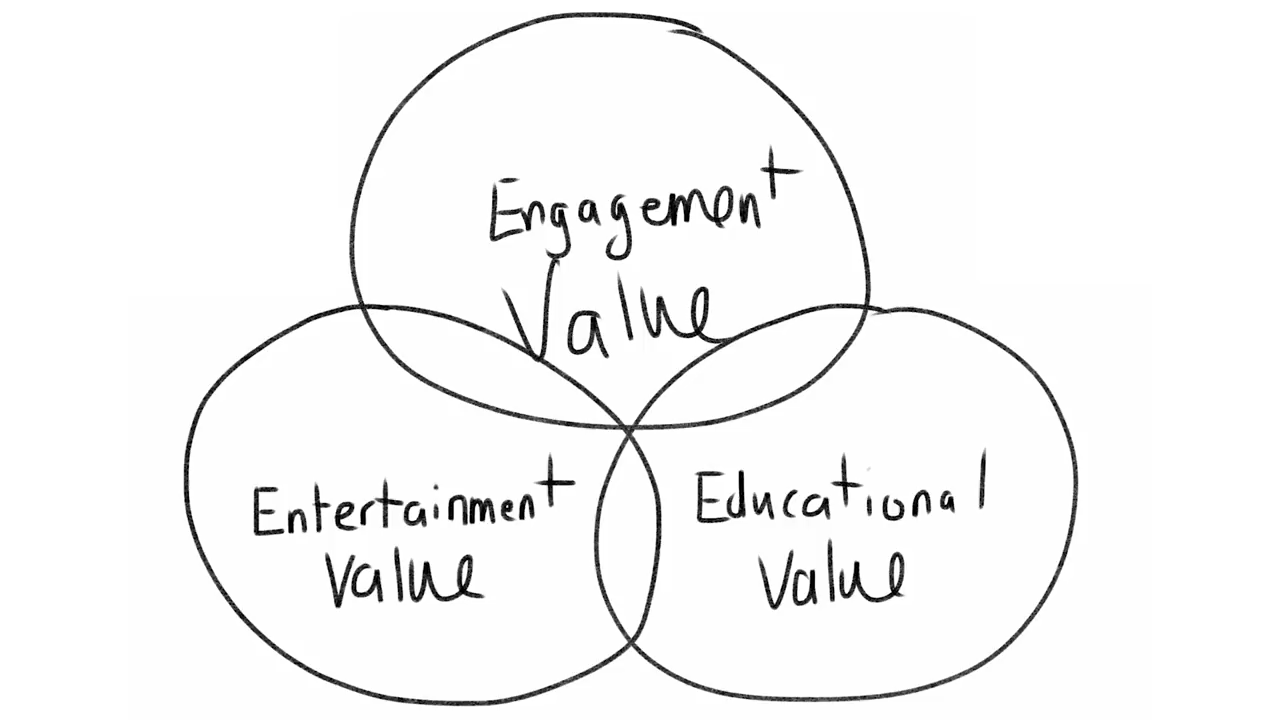 Engagement
Value
Entertainment
Value
Educational
Value